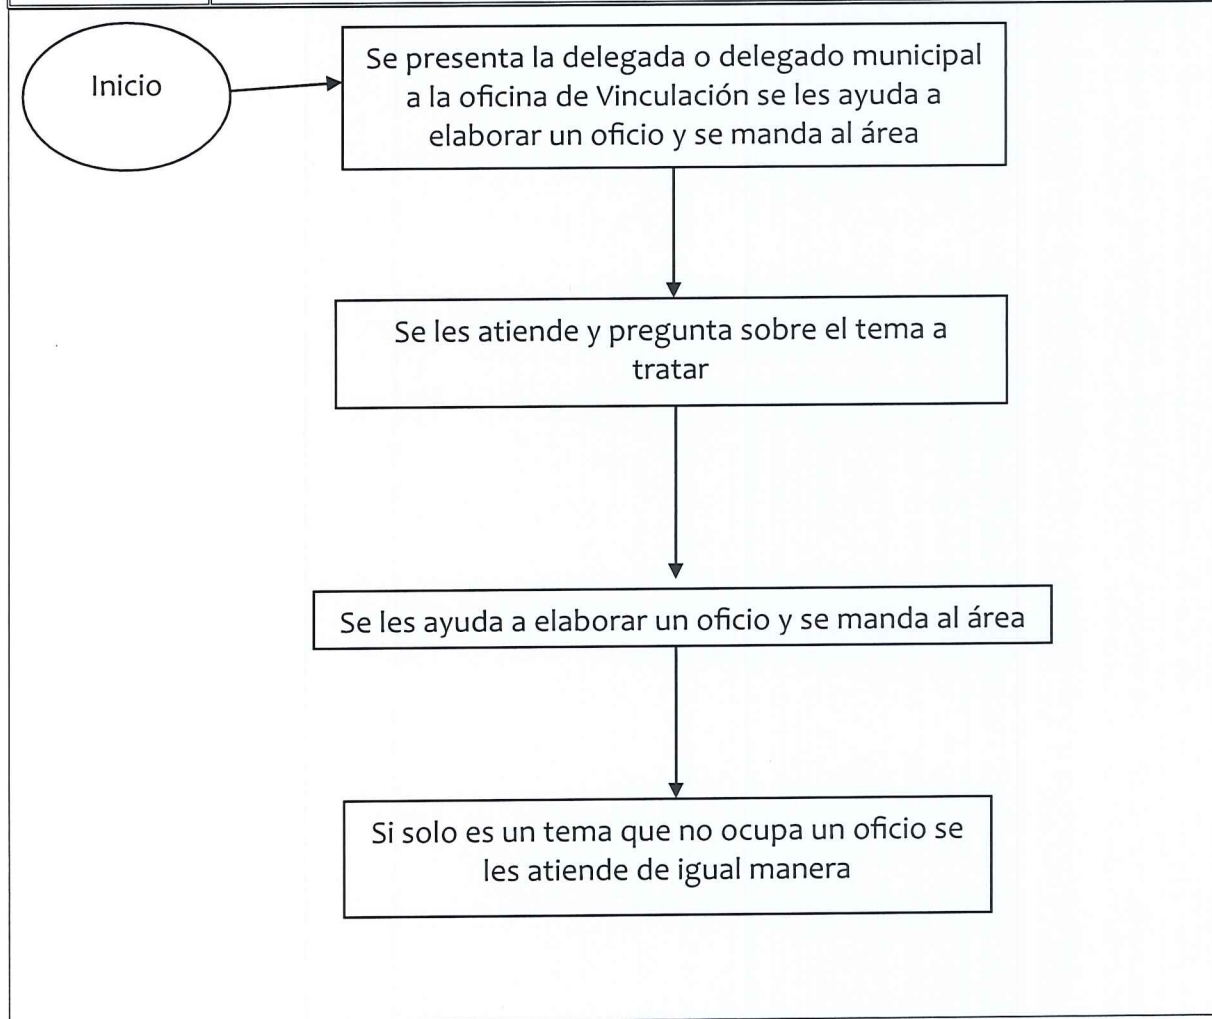 Inicio
Se presenta la delegada o delegado municipal
a la oficina de Vinculación se les ayuda a
elaborar un oficio y se manda al área
Se les atiende y pregunta sobre el tema a
tratar
Se les ayuda a elaborar un oficio y se manda al área
Si solo es un tema que no ocupa un oficio se
les atiende de igual manera